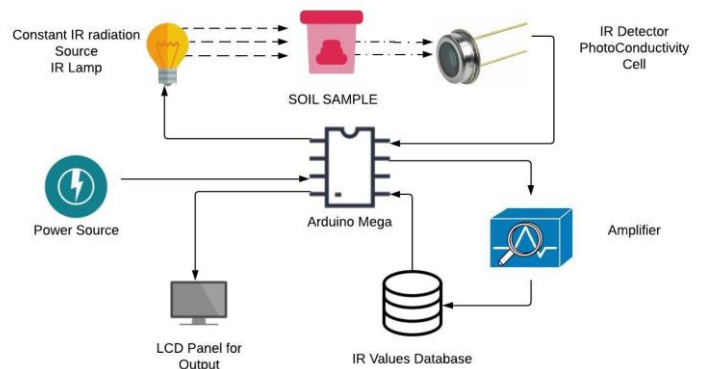 Constant IR radiation
Source
IR Lamp
SOIL SAMPLE
IR Detector
PhotoConductivity
Cell
Power Source
Arduino Mega
Amplifier
LCD Panel for
Output
IR Values Database